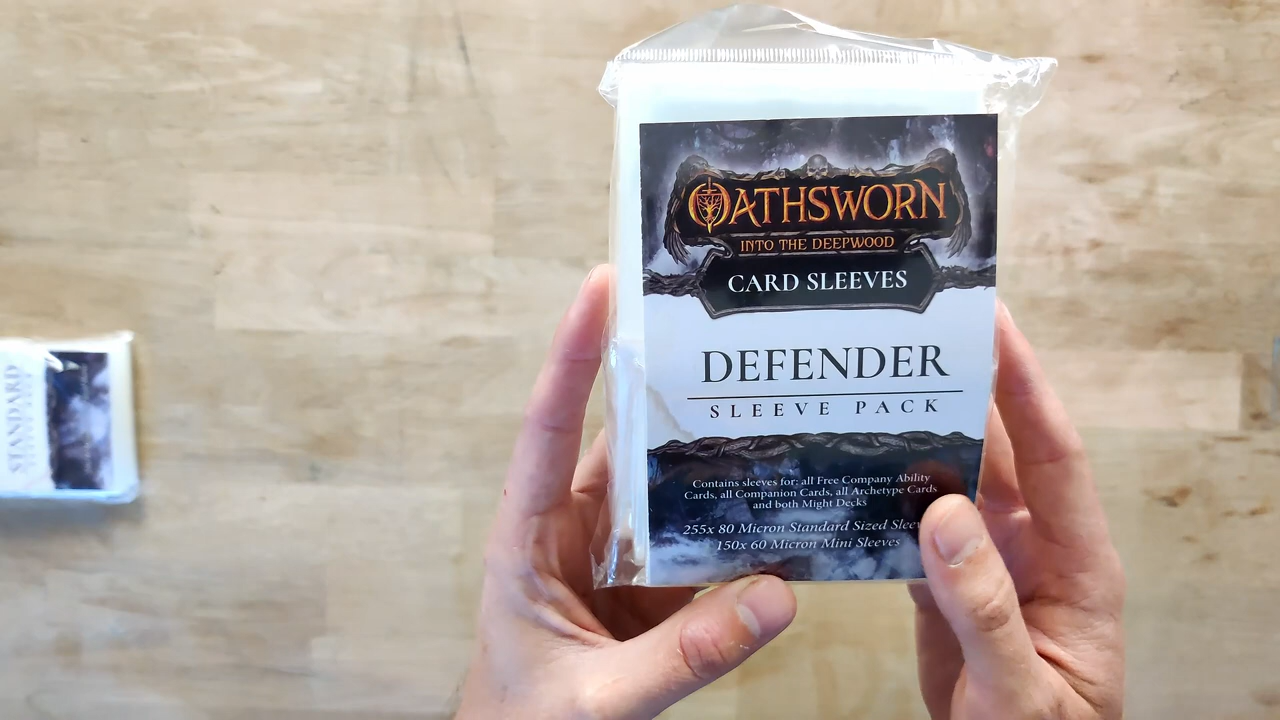 OATHSWORN
INTO THE DEEPWOOD
CARD SLEEVES
DEFENDER
SLEEVE PACK
Contains sleeves for: all Free Company Ability
Cards, all Companion Cards, all Archetype Cards
and both Might Decks
255x 80 Micron Standard Sized
150x 60 Micron Mini Sleeves
STANDARD